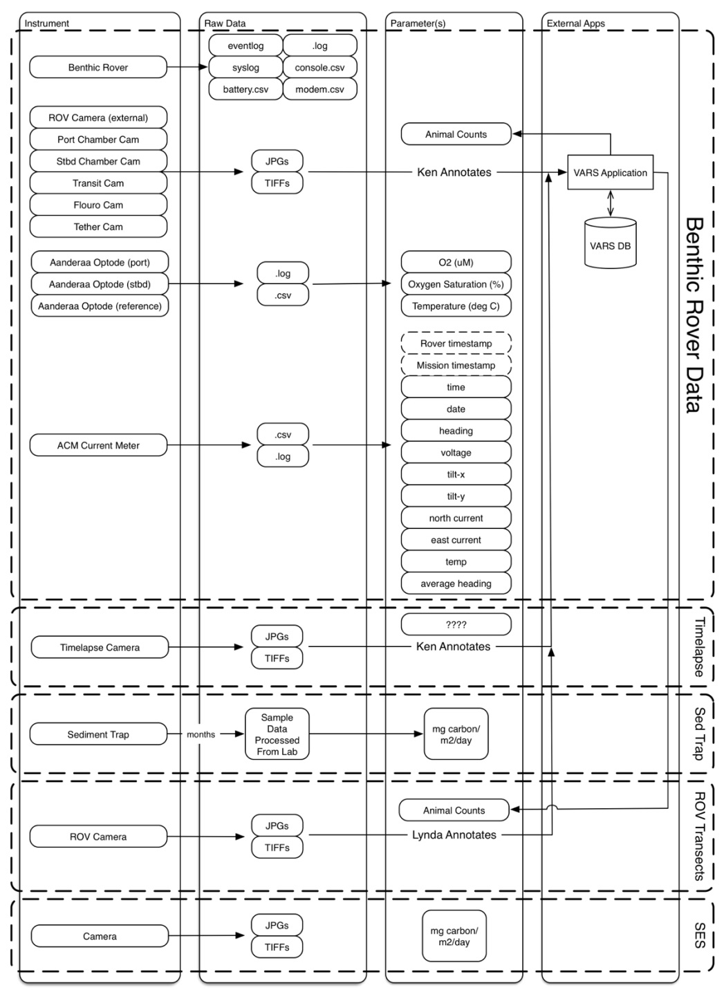 Instrument
Raw Data
Parameter(s)
External Apps
Benthic Rover Data
Benthic Rover
eventlog
.log
syslog
console.csv
battery.csv
modem.csv
ROV Camera (external)
Port Chamber Cam
Stbd Chamber Cam
Transit Cam
Flouro Cam
Tether Cam
JPGs
TIFFs
Ken Annotates
Animal Counts
VARS Application
VARS DB
Aanderaa Optode (port)
Aanderaa Optode (stbd)
Aanderaa Optode (reference)
.log
.csv
O2 (uM)
Oxygen Saturation (%)
Temperature (deg C)
ACM Current Meter
.csv
.log
Rover timestamp
Mission timestamp
time
date
heading
voltage
tilt-x
tilt-y
north current
east current
temp
average heading
Timelapse
Timelapse Camera
JPGs
TIFFs
????
Ken Annotates
Sed Trap
Sediment Trap
months
Sample
Data
Processed
From Lab
mg carbon/
m2/day
ROV Transects
ROV Camera
JPGs
TIFFs
Animal Counts
Lynda Annotates
SES
Camera
JPGs
TIFFs
mg carbon/
m2/day